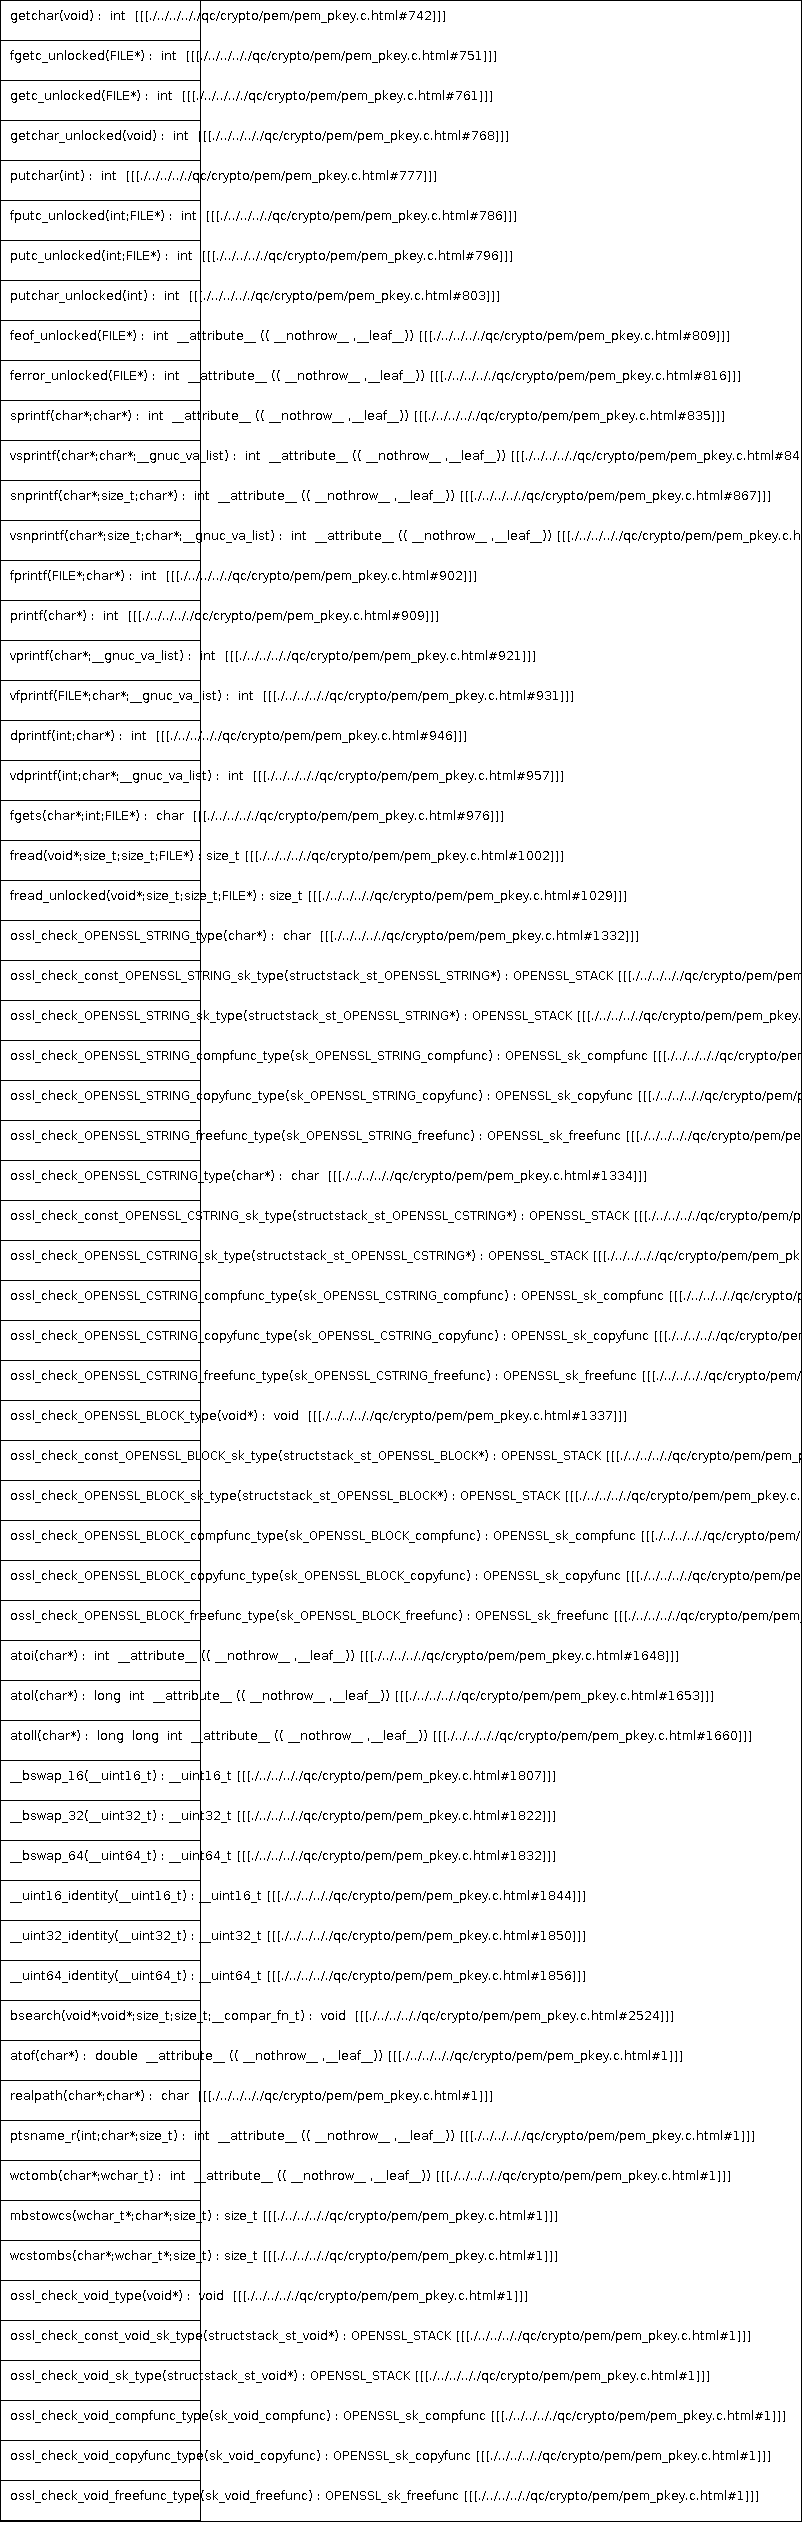 getchar(void) :  int  [[[./../../../../qc/crypto/pem/pem_pkey.c.html#742]]]
fgetc_unlocked(FILE*) :  int  [[[./../../../../qc/crypto/pem/pem_pkey.c.html#751]]]
getc_unlocked(FILE*) :  int  [[[./../../../../qc/crypto/pem/pem_pkey.c.html#761]]]
getchar_unlocked(void) :  int  [[[./../../../../qc/crypto/pem/pem_pkey.c.html#768]]]
putchar(int) :  int  [[[./../../../../qc/crypto/pem/pem_pkey.c.html#777]]]
fputc_unlocked(int;FILE*) :  int  [[[./../../../../qc/crypto/pem/pem_pkey.c.html#786]]]
putc_unlocked(int;FILE*) :  int  [[[./../../../../qc/crypto/pem/pem_pkey.c.html#796]]]
putchar_unlocked(int) :  int  [[[./../../../../qc/crypto/pem/pem_pkey.c.html#803]]]
feof_unlocked(FILE*) :  int  __attribute__ (( __nothrow__ ,__leaf__)) [[[./../../../../qc/crypto/pem/pem_pkey.c.html#809]]]
ferror_unlocked(FILE*) :  int  __attribute__ (( __nothrow__ ,__leaf__)) [[[./../../../../qc/crypto/pem/pem_pkey.c.html#816]]]
sprintf(char*;char*) :  int  __attribute__ (( __nothrow__ ,__leaf__)) [[[./../../../../qc/crypto/pem/pem_pkey.c.html#835]]]
vsprintf(char*;char*;__gnuc_va_list) :  int  __attribute__ (( __nothrow__ ,__leaf__)) [[[./../../../../qc/crypto/pem/pem_pkey.c.html#84
snprintf(char*;size_t;char*) :  int  __attribute__ (( __nothrow__ ,__leaf__)) [[[./../../../../qc/crypto/pem/pem_pkey.c.html#867]]]
vsnprintf(char*;size_t;char*;__gnuc_va_list) :  int  __attribute__ (( __nothrow__ ,__leaf__)) [[[./../../../../qc/crypto/pem/pem_pkey.c.h
fprintf(FILE*;char*) :  int  [[[./../../../../qc/crypto/pem/pem_pkey.c.html#902]]]
printf(char*) :  int  [[[./../../../../qc/crypto/pem/pem_pkey.c.html#909]]]
vprintf(char*;__gnuc_va_list) :  int  [[[./../../../../qc/crypto/pem/pem_pkey.c.html#921]]]
vfprintf(FILE*;char*;__gnuc_va_list) :  int  [[[./../../../../qc/crypto/pem/pem_pkey.c.html#931]]]
dprintf(int;char*) :  int  [[[./../../../../qc/crypto/pem/pem_pkey.c.html#946]]]
vdprintf(int;char*;__gnuc_va_list) :  int  [[[./../../../../qc/crypto/pem/pem_pkey.c.html#957]]]
fgets(char*;int;FILE*) :  char  [[[./../../../../qc/crypto/pem/pem_pkey.c.html#976]]]
fread(void*;size_t;size_t;FILE*) : size_t [[[./../../../../qc/crypto/pem/pem_pkey.c.html#1002]]]
fread_unlocked(void*;size_t;size_t;FILE*) : size_t [[[./../../../../qc/crypto/pem/pem_pkey.c.html#1029]]]
ossl_check_OPENSSL_STRING_type(char*) :  char  [[[./../../../../qc/crypto/pem/pem_pkey.c.html#1332]]]
ossl_check_const_OPENSSL_STRING_sk_type(structstack_st_OPENSSL_STRING*) : OPENSSL_STACK [[[./../../../../qc/crypto/pem/pem
ossl_check_OPENSSL_STRING_sk_type(structstack_st_OPENSSL_STRING*) : OPENSSL_STACK [[[./../../../../qc/crypto/pem/pem_pkey.
ossl_check_OPENSSL_STRING_compfunc_type(sk_OPENSSL_STRING_compfunc) : OPENSSL_sk_compfunc [[[./../../../../qc/crypto/pem
ossl_check_OPENSSL_STRING_copyfunc_type(sk_OPENSSL_STRING_copyfunc) : OPENSSL_sk_copyfunc [[[./../../../../qc/crypto/pem/p
ossl_check_OPENSSL_STRING_freefunc_type(sk_OPENSSL_STRING_freefunc) : OPENSSL_sk_freefunc [[[./../../../../qc/crypto/pem/pe
ossl_check_OPENSSL_CSTRING_type(char*) :  char  [[[./../../../../qc/crypto/pem/pem_pkey.c.html#1334]]]
ossl_check_const_OPENSSL_CSTRING_sk_type(structstack_st_OPENSSL_CSTRING*) : OPENSSL_STACK [[[./../../../../qc/crypto/pem/p
ossl_check_OPENSSL_CSTRING_sk_type(structstack_st_OPENSSL_CSTRING*) : OPENSSL_STACK [[[./../../../../qc/crypto/pem/pem_pk
ossl_check_OPENSSL_CSTRING_compfunc_type(sk_OPENSSL_CSTRING_compfunc) : OPENSSL_sk_compfunc [[[./../../../../qc/crypto/p
ossl_check_OPENSSL_CSTRING_copyfunc_type(sk_OPENSSL_CSTRING_copyfunc) : OPENSSL_sk_copyfunc [[[./../../../../qc/crypto/pem
ossl_check_OPENSSL_CSTRING_freefunc_type(sk_OPENSSL_CSTRING_freefunc) : OPENSSL_sk_freefunc [[[./../../../../qc/crypto/pem/
ossl_check_OPENSSL_BLOCK_type(void*) :  void  [[[./../../../../qc/crypto/pem/pem_pkey.c.html#1337]]]
ossl_check_const_OPENSSL_BLOCK_sk_type(structstack_st_OPENSSL_BLOCK*) : OPENSSL_STACK [[[./../../../../qc/crypto/pem/pem_p
ossl_check_OPENSSL_BLOCK_sk_type(structstack_st_OPENSSL_BLOCK*) : OPENSSL_STACK [[[./../../../../qc/crypto/pem/pem_pkey.c.
ossl_check_OPENSSL_BLOCK_compfunc_type(sk_OPENSSL_BLOCK_compfunc) : OPENSSL_sk_compfunc [[[./../../../../qc/crypto/pem/
ossl_check_OPENSSL_BLOCK_copyfunc_type(sk_OPENSSL_BLOCK_copyfunc) : OPENSSL_sk_copyfunc [[[./../../../../qc/crypto/pem/pe
ossl_check_OPENSSL_BLOCK_freefunc_type(sk_OPENSSL_BLOCK_freefunc) : OPENSSL_sk_freefunc [[[./../../../../qc/crypto/pem/pem_
atoi(char*) :  int  __attribute__ (( __nothrow__ ,__leaf__)) [[[./../../../../qc/crypto/pem/pem_pkey.c.html#1648]]]
atol(char*) :  long  int  __attribute__ (( __nothrow__ ,__leaf__)) [[[./../../../../qc/crypto/pem/pem_pkey.c.html#1653]]]
atoll(char*) :  long  long  int  __attribute__ (( __nothrow__ ,__leaf__)) [[[./../../../../qc/crypto/pem/pem_pkey.c.html#1660]]]
__bswap_16(__uint16_t) : __uint16_t [[[./../../../../qc/crypto/pem/pem_pkey.c.html#1807]]]
__bswap_32(__uint32_t) : __uint32_t [[[./../../../../qc/crypto/pem/pem_pkey.c.html#1822]]]
__bswap_64(__uint64_t) : __uint64_t [[[./../../../../qc/crypto/pem/pem_pkey.c.html#1832]]]
__uint16_identity(__uint16_t) : __uint16_t [[[./../../../../qc/crypto/pem/pem_pkey.c.html#1844]]]
__uint32_identity(__uint32_t) : __uint32_t [[[./../../../../qc/crypto/pem/pem_pkey.c.html#1850]]]
__uint64_identity(__uint64_t) : __uint64_t [[[./../../../../qc/crypto/pem/pem_pkey.c.html#1856]]]
bsearch(void*;void*;size_t;size_t;__compar_fn_t) :  void  [[[./../../../../qc/crypto/pem/pem_pkey.c.html#2524]]]
atof(char*) :  double  __attribute__ (( __nothrow__ ,__leaf__)) [[[./../../../../qc/crypto/pem/pem_pkey.c.html#1]]]
realpath(char*;char*) :  char  [[[./../../../../qc/crypto/pem/pem_pkey.c.html#1]]]
ptsname_r(int;char*;size_t) :  int  __attribute__ (( __nothrow__ ,__leaf__)) [[[./../../../../qc/crypto/pem/pem_pkey.c.html#1]]]
wctomb(char*;wchar_t) :  int  __attribute__ (( __nothrow__ ,__leaf__)) [[[./../../../../qc/crypto/pem/pem_pkey.c.html#1]]]
mbstowcs(wchar_t*;char*;size_t) : size_t [[[./../../../../qc/crypto/pem/pem_pkey.c.html#1]]]
wcstombs(char*;wchar_t*;size_t) : size_t [[[./../../../../qc/crypto/pem/pem_pkey.c.html#1]]]
ossl_check_void_type(void*) :  void  [[[./../../../../qc/crypto/pem/pem_pkey.c.html#1]]]
ossl_check_const_void_sk_type(structstack_st_void*) : OPENSSL_STACK [[[./../../../../qc/crypto/pem/pem_pkey.c.html#1]]]
ossl_check_void_sk_type(structstack_st_void*) : OPENSSL_STACK [[[./../../../../qc/crypto/pem/pem_pkey.c.html#1]]]
ossl_check_void_compfunc_type(sk_void_compfunc) : OPENSSL_sk_compfunc [[[./../../../../qc/crypto/pem/pem_pkey.c.html#1]]]
ossl_check_void_copyfunc_type(sk_void_copyfunc) : OPENSSL_sk_copyfunc [[[./../../../../qc/crypto/pem/pem_pkey.c.html#1]]]
ossl_check_void_freefunc_type(sk_void_freefunc) : OPENSSL_sk_freefunc [[[./../../../../qc/crypto/pem/pem_pkey.c.html#1]]]